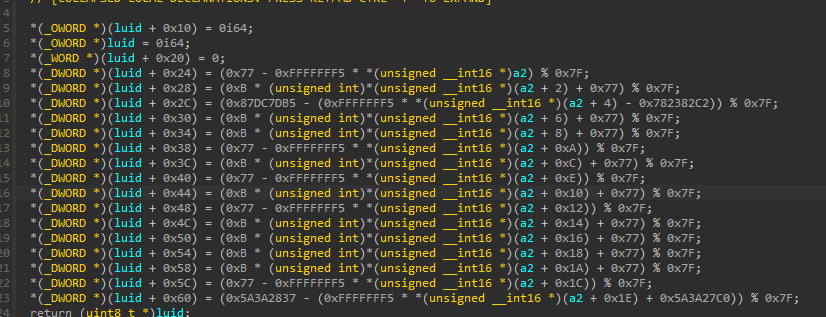 5 *(_OWORD *)(luid + 0x10) = 0i64;
6 *(_OWORD *)luid = 0i64;
7 *(_WORD *)(luid + 0x20) = 0;
8 *(_DWORD *)(luid + 0x24) = (0x77 - 0xFFFFFFF5 * *(unsigned __int16 *)a2) % 0x7F;
9 *(_DWORD *)(luid + 0x28) = (0xB * (unsigned int)*(unsigned __int16 *)(a2 + 2) + 0x77) % 0x7F;
10 *(_DWORD *)(luid + 0x2C) = (0x87DC7DB5 - (0xFFFFFFF5 * *(unsigned __int16 *)(a2 + 4) - 0x782382C2)) % 0x7F;
11 *(_DWORD *)(luid + 0x30) = (0xB * (unsigned int)*(unsigned __int16 *)(a2 + 6) + 0x77) % 0x7F;
12 *(_DWORD *)(luid + 0x34) = (0xB * (unsigned int)*(unsigned __int16 *)(a2 + 8) + 0x77) % 0x7F;
13 *(_DWORD *)(luid + 0x38) = (0x77 - 0xFFFFFFF5 * *(unsigned __int16 *)(a2 + 0xA)) % 0x7F;
14 *(_DWORD *)(luid + 0x3C) = (0xB * (unsigned int)*(unsigned __int16 *)(a2 + 0xC) + 0x77) % 0x7F;
15 *(_DWORD *)(luid + 0x40) = (0x77 - 0xFFFFFFF5 * *(unsigned __int16 *)(a2 + 0xE)) % 0x7F;
16 *(_DWORD *)(luid + 0x44) = (0xB * (unsigned int)*(unsigned __int16 *)(a2 + 0x10) + 0x77) % 0x7F;
17 *(_DWORD *)(luid + 0x48) = (0x77 - 0xFFFFFFF5 * *(unsigned __int16 *)(a2 + 0x12)) % 0x7F;
18 *(_DWORD *)(luid + 0x4C) = (0xB * (unsigned int)*(unsigned __int16 *)(a2 + 0x14) + 0x77) % 0x7F;
19 *(_DWORD *)(luid + 0x50) = (0xB * (unsigned int)*(unsigned __int16 *)(a2 + 0x16) + 0x77) % 0x7F;
20 *(_DWORD *)(luid + 0x54) = (0xB * (unsigned int)*(unsigned __int16 *)(a2 + 0x18) + 0x77) % 0x7F;
21 *(_DWORD *)(luid + 0x58) = (0xB * (unsigned int)*(unsigned __int16 *)(a2 + 0x1A) + 0x77) % 0x7F;
22 *(_DWORD *)(luid + 0x5C) = (0x77 - 0xFFFFFFF5 * *(unsigned __int16 *)(a2 + 0x1C)) % 0x7F;
23 *(_DWORD *)(luid + 0x60) = (0x5A3A2837 - (0xFFFFFFF5 * *(unsigned __int16 *)(a2 + 0x1E) + 0x5A3A27C0)) % 0x7F;
24 return (uint8_t *)luid;